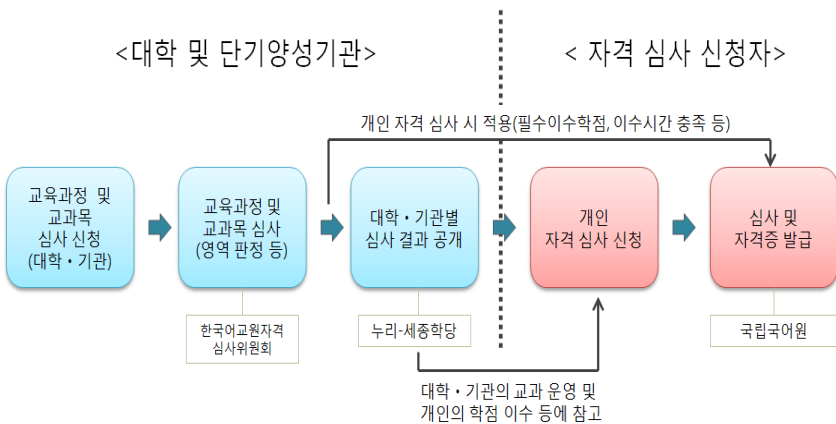 <대학 및 단기양성기관>
< 자격 심사 신청자>
개인 자격 심사 시 적용(필수이수학점, 이수시간 충족 등)
교육과정 및
교과목
심사 신청
(대학・기관)
교육과정 및
교과목 심사
(영역 판정 등)
대학・기관별
심사 결과 공개
개인
자격 심사 신청
심사 및
자격증 발급
한국어교원자격
심사위원회
누리-세종학당
국립국어원
대학・기관의 교과 운영 및
개인의 학점 이수 등에 참고